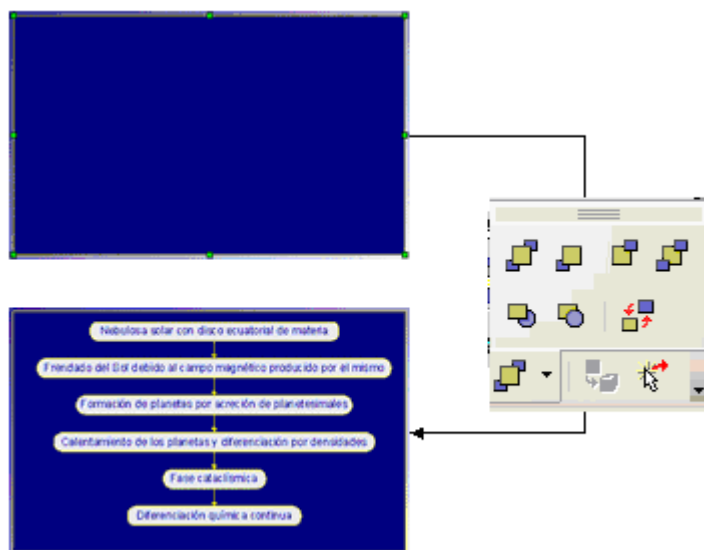 Nebulosa solar con disco ecuatorial de materia
Frendado del Sol debido al campo magnético producido por el mismo
Formación de planetas por acreción de planetesimales
Calentamiento de los planetas y diferenciación por densidades
Fase cataclísmica
Diferenciación química continua